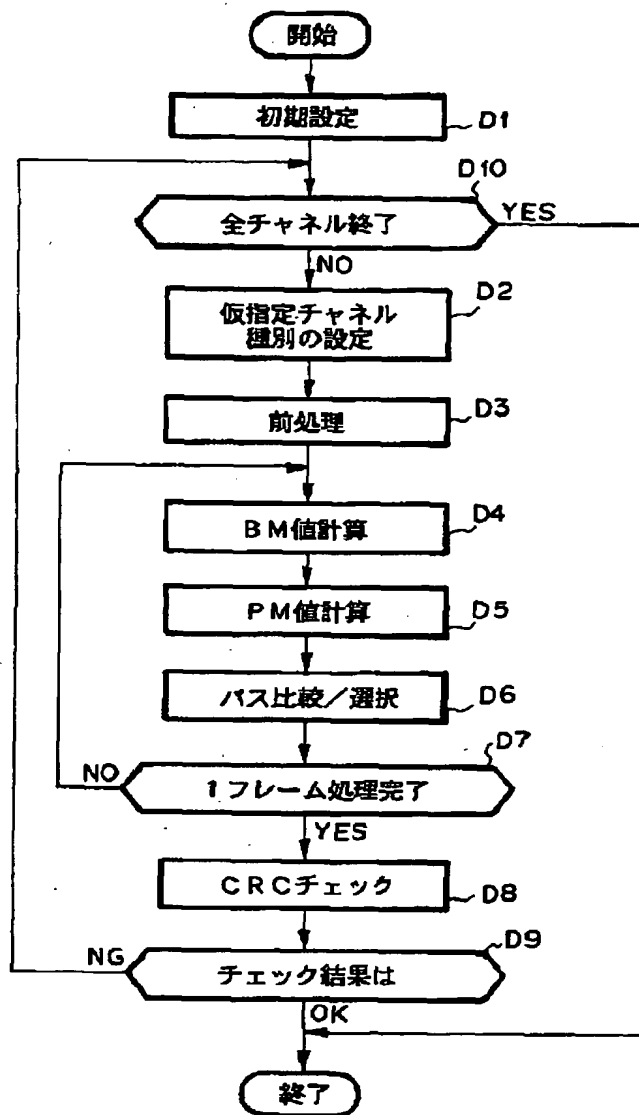 開始
初期設定
D1
D10
全チャネル終了
YES
NO
仮指定チャネル
種別の設定
D2
前処理
D3
BM値計算
D4
PM値計算
D5
パス比較/選択
D6
D7
NO
1フレーム処理完了
YES
CRCチェック
D8
D9
NG
チェック結果は
OK
終了